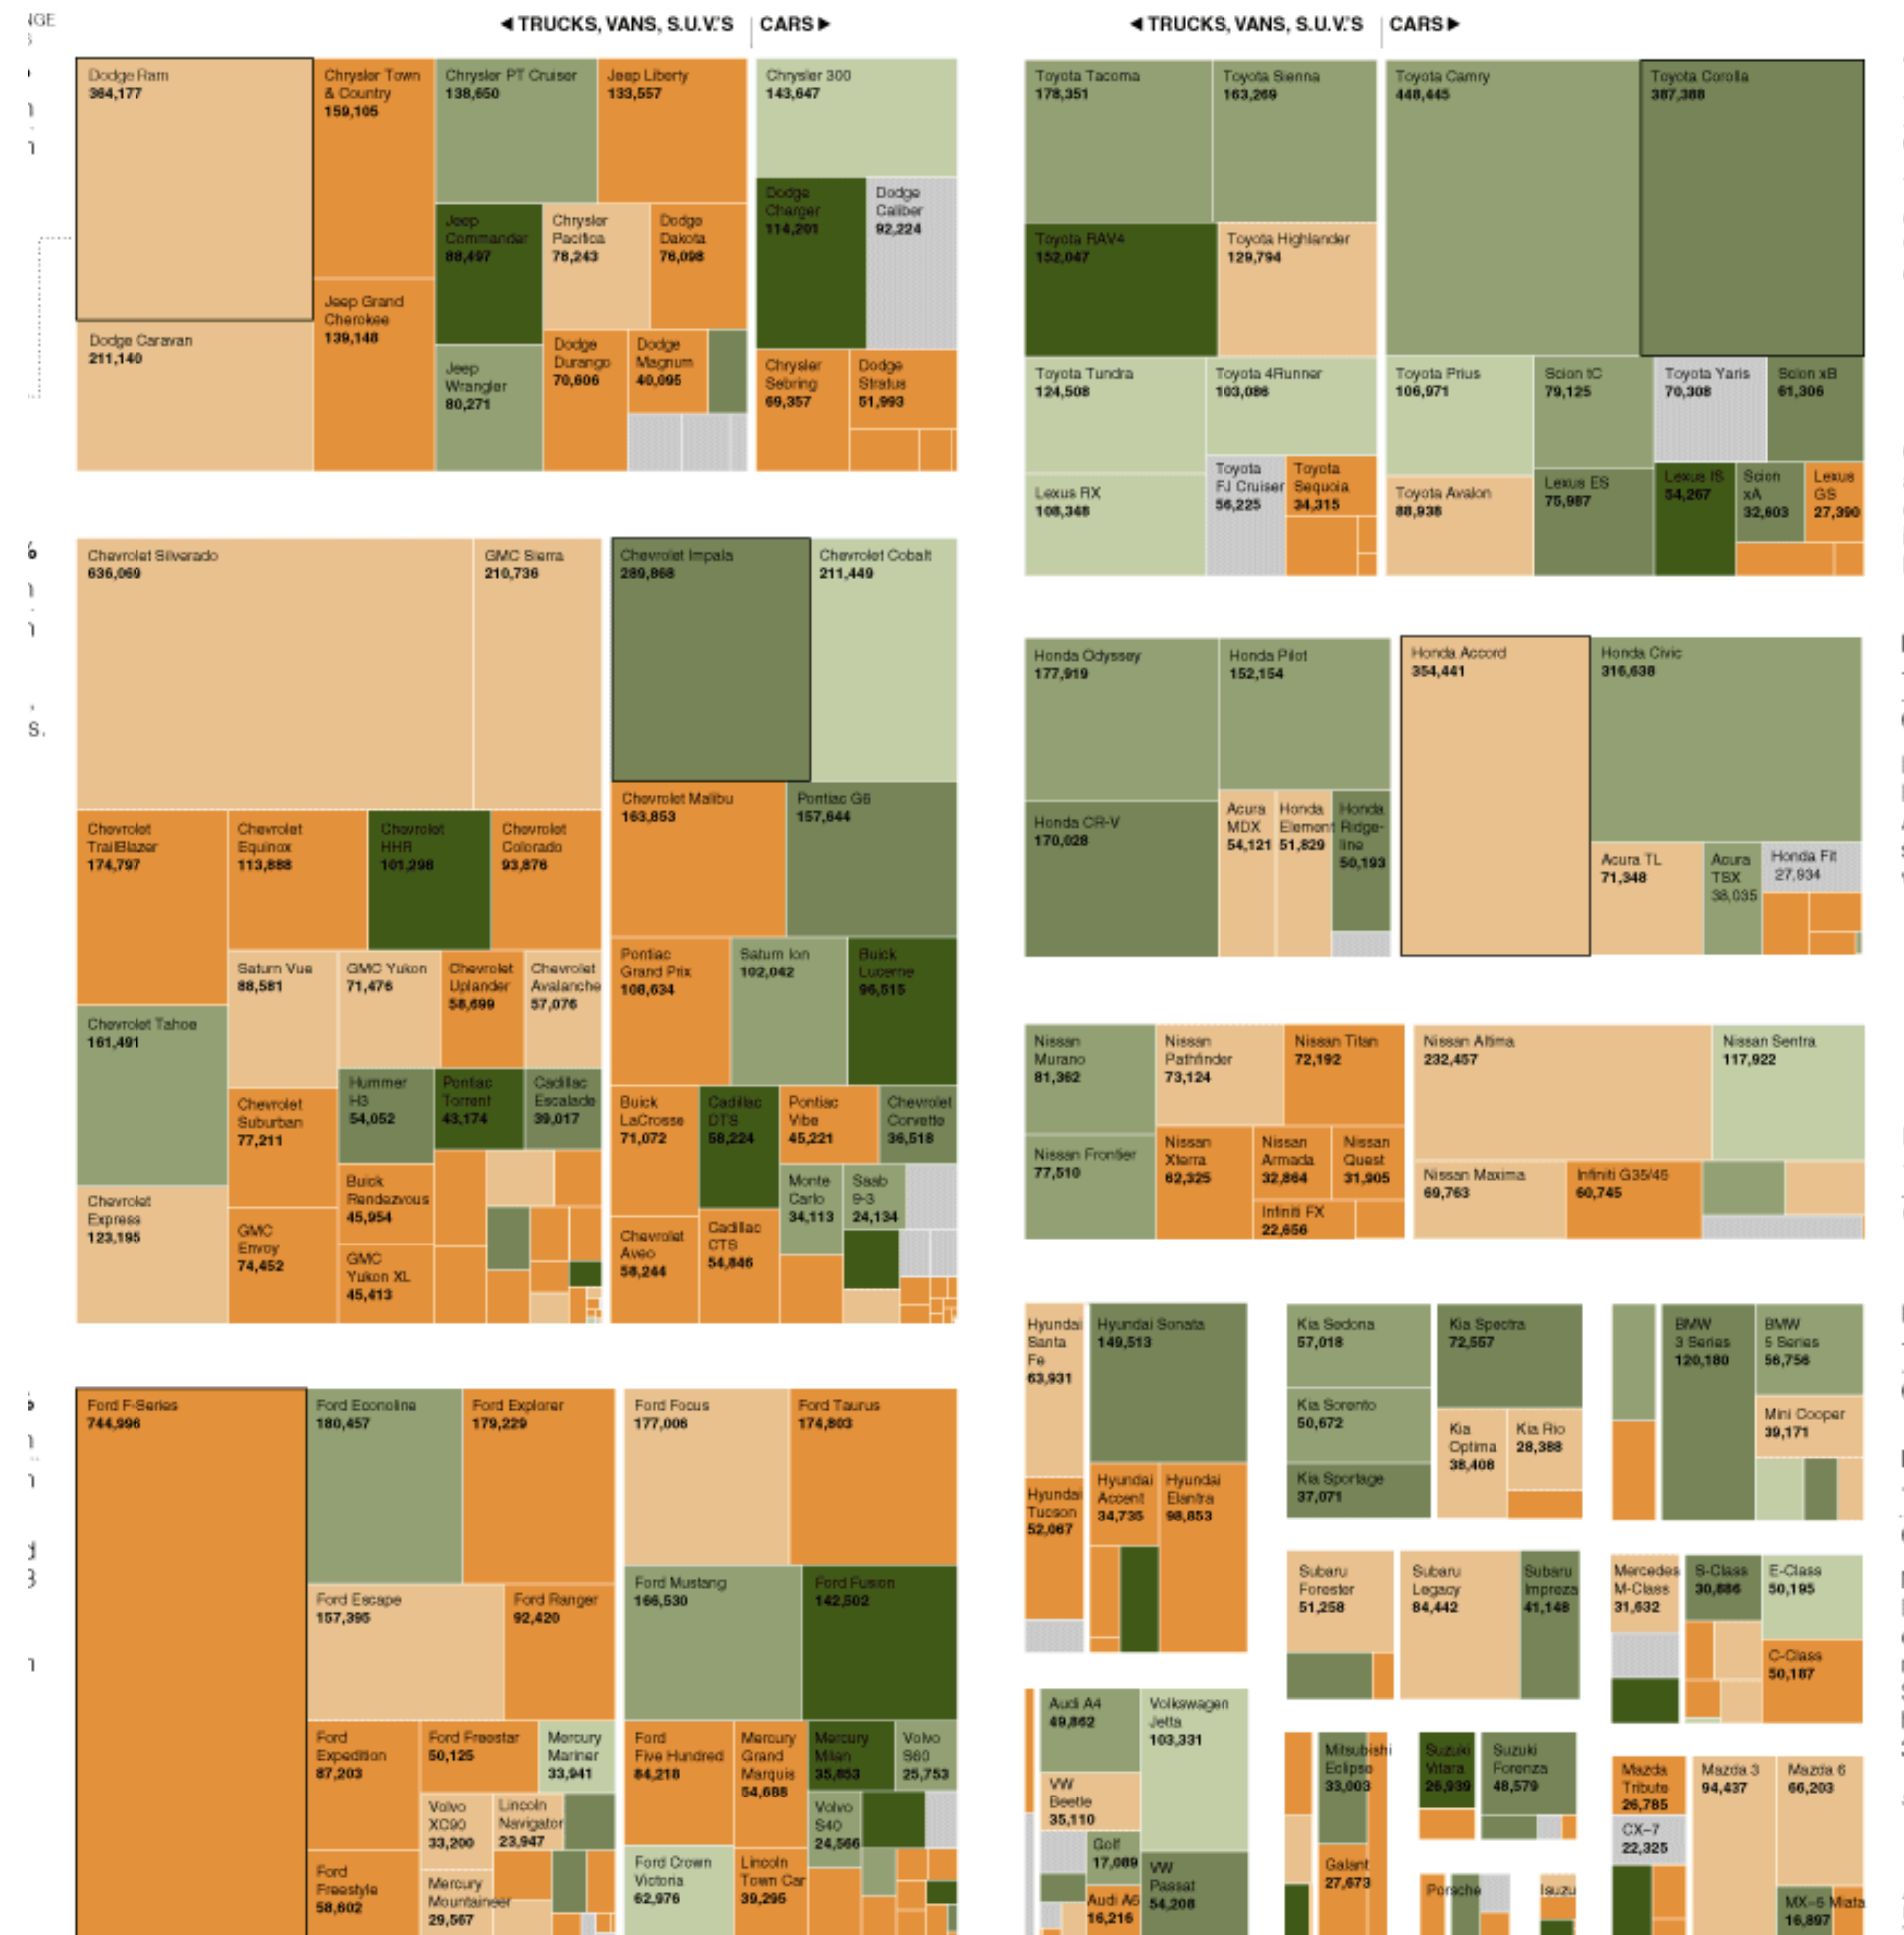 ◀ TRUCKS, VANS, S.U.V.'S
CARS ▶
Dodge Ram
364,177
Chrysler Town
& Country
159,105
Chrysler PT Cruiser
138,650
Jeep Liberty
133,557
Chrysler 300
143,647
Jeep
Commander
88,497
Chrysler
Pacifica
78,243
Dodge
Dakota
76,098
Dodge
Charger
114,201
Dodge
Caliber
92,224
Jeep Grand
Cherokee
139,148
Dodge Caravan
211,140
Jeep
Wrangler
80,271
Dodge
Durango
70,606
Dodge
Magnum
40,095
Chrysler
Sebring
69,357
Dodge
Stratus
51,993
Chevrolet Silverado
636,069
GMC Sierra
210,736
Chevrolet Impala
289,868
Chevrolet Cobalt
211,449
Chevrolet Malibu
163,853
Pontiac G6
157,644
Chevrolet
TrailBlazer
174,797
Chevrolet
Equinox
113,888
Chevrolet
HHR
101,298
Chevrolet
Colorado
93,876
Saturn Vue
88,581
GMC Yukon
71,476
Chevrolet
Uplander
58,699
Chevrolet
Avalanche
57,076
Pontiac
Grand Prix
108,634
Saturn Ion
102,042
Buick
Lucerne
96,515
Chevrolet Tahoe
161,491
Hummer
H3
54,052
Pontiac
Torrent
43,174
Cadillac
Escalade
39,017
Chevrolet
Suburban
77,211
Buick
LaCrosse
71,072
Cadillac
DTS
58,224
Pontiac
Vibe
45,221
Chevrolet
Corvette
36,518
Chevrolet
Express
123,195
Buick
Rendezvous
45,954
Monte
Carlo
34,113
Saab
9-3
24,134
GMC
Envoy
74,452
GMC
Yukon XL
45,413
Chevrolet
Aveo
58,244
Cadillac
CTS
54,846
Ford F-Series
744,996
Ford Econoline
180,457
Ford Explorer
179,229
Ford Focus
177,006
Ford Taurus
174,803
Ford Escape
157,395
Ford Ranger
92,420
Ford Mustang
166,530
Ford Fusion
142,502
Ford
Expedition
87,203
Ford Freestar
50,125
Mercury
Mariner
33,941
Ford
Five Hundred
84,218
Mercury
Grand
Marquis
54,688
Mercury
Milan
35,853
Volvo
S60
25,753
Volvo
XC90
33,200
Lincoln
Navigator
23,947
Volvo
S40
24,566
Ford
Freestyle
58,602
Mercury
Mountaineer
29,567
Ford Crown
Victoria
62,976
Lincoln
Town Car
39,295
◀ TRUCKS, VANS, S.U.V.'S
CARS ▶
Toyota Tacoma
178,351
Toyota Sienna
163,269
Toyota Camry
448,445
Toyota Corolla
387,388
Toyota RAV4
152,047
Toyota Highlander
129,794
Toyota Tundra
124,508
Toyota 4Runner
103,086
Toyota Prius
106,971
Scion tC
79,125
Toyota Yaris
70,308
Scion xB
61,306
Lexus RX
108,348
Toyota
FJ Cruiser
56,225
Toyota
Sequoia
34,315
Toyota Avalon
88,938
Lexus ES
75,987
Lexus IS
54,267
Scion
xA
32,603
Lexus
GS
27,390
Honda Odyssey
177,919
Honda Pilot
152,154
Honda Accord
354,441
Honda Civic
316,638
Honda CR-V
170,028
Acura
MDX
54,121
Honda
Element
51,829
Honda
Ridge-
line
50,193
Acura TL
71,348
Acura
TSX
38,035
Honda Fit
27,934
Nissan
Murano
81,362
Nissan
Pathfinder
73,124
Nissan Titan
72,192
Nissan Altima
232,457
Nissan Sentra
117,922
Nissan Frontier
77,510
Nissan
Xterra
62,325
Nissan
Armada
32,864
Nissan
Quest
31,905
Infiniti FX
22,656
Nissan Maxima
69,763
Infiniti G35/45
60,745
Hyundai
Santa
Fe
63,931
Hyundai Sonata
149,513
Hyundai
Tucson
52,067
Hyundai
Accent
34,735
Hyundai
Elantra
98,853
Kia Sedona
57,018
Kia Sorento
50,672
Kia Sportage
37,071
Kia Spectra
72,557
Kia
Optima
38,408
Kia Rio
28,388
BMW
3 Series
120,180
BMW
5 Series
56,756
Mini Cooper
39,171
Subaru
Forester
51,258
Subaru
Legacy
84,442
Subaru
Impreza
41,148
Mercedes
M-Class
31,632
S-Class
30,886
E-Class
50,195
C-Class
50,187
Audi A4
49,862
Volkswagen
Jetta
103,331
VW
Beetle
35,110
Golf
17,089
VW
Passat
54,208
Audi A6
16,216
Mitsubishi
Eclipse
33,003
Galant
27,673
Suzuki
Vitara
26,939
Suzuki
Forenza
48,579
Porsche
Isuzu
Mazda
Tribute
26,785
CX-7
22,325
Mazda 3
94,437
Mazda 6
66,203
MX-5 Miata
16,897